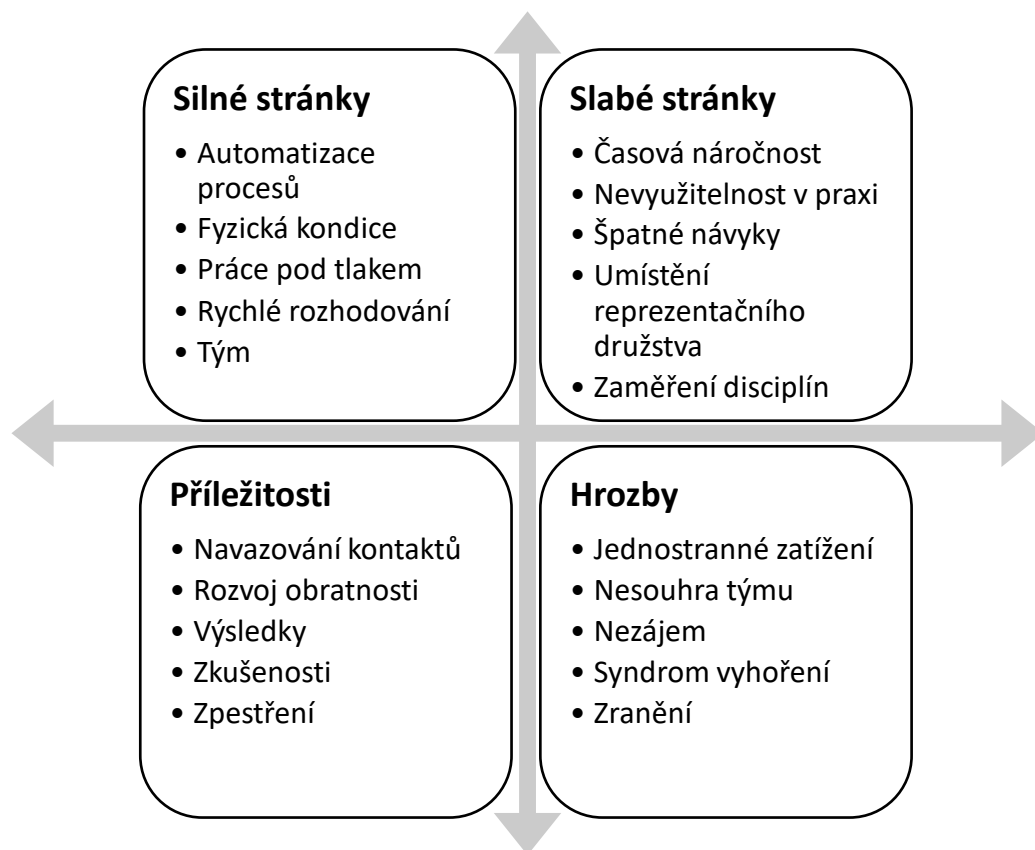 Silné stránky
• Automatizace
procesů
• Fyzická kondice
• Práce pod tlakem
• Rychlé rozhodování
• Tým
Slabé stránky
• Časová náročnost
• Nevyužitelnost v praxi
• Špatné návyky
• Umístění
reprezentačního
družstva
• Zaměření disciplín
Příležitosti
• Navazování kontaktů
• Rozvoj obratnosti
• Výsledky
• Zkušenosti
• Zpestření
Hrozby
• Jednostranné zatížení
• Nesouhra týmu
• Nezájem
• Syndrom vyhoření
• Zranění